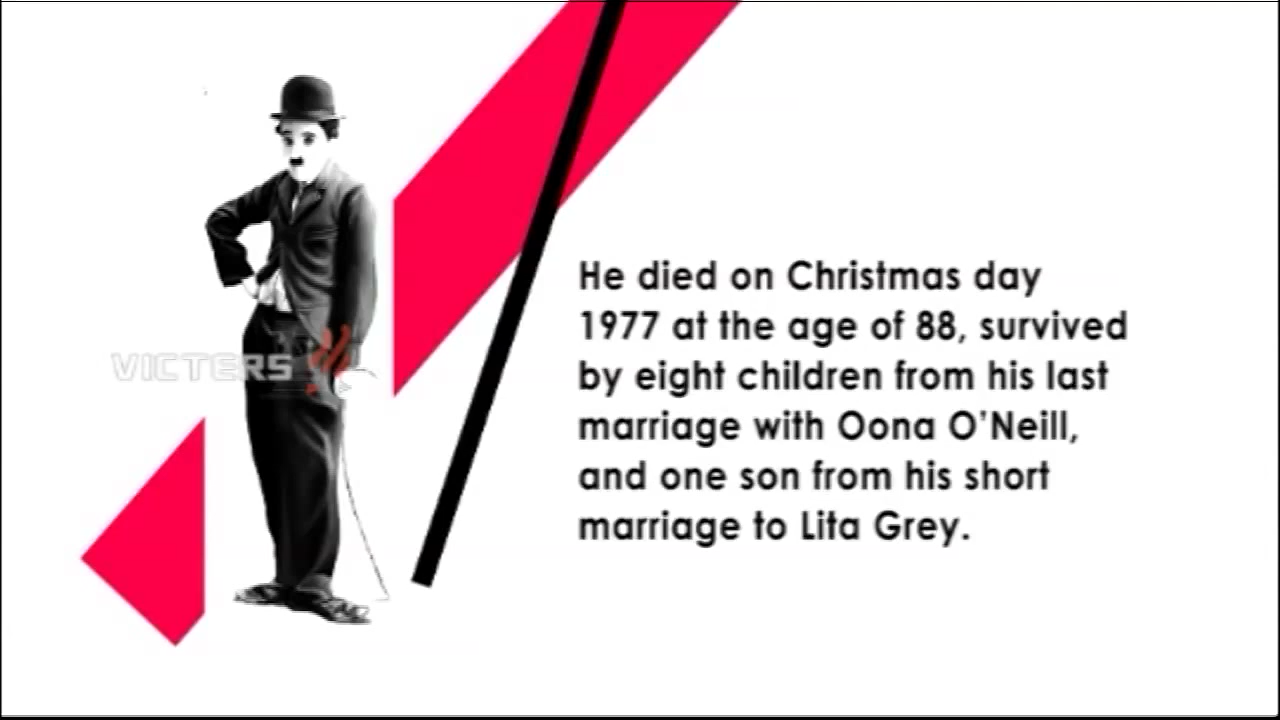 VICTERS
He died on Christmas day
1977 at the age of 88, survived
by eight children from his last
marriage with Oona O'Neill,
and one son from his short
marriage to Lita Grey.